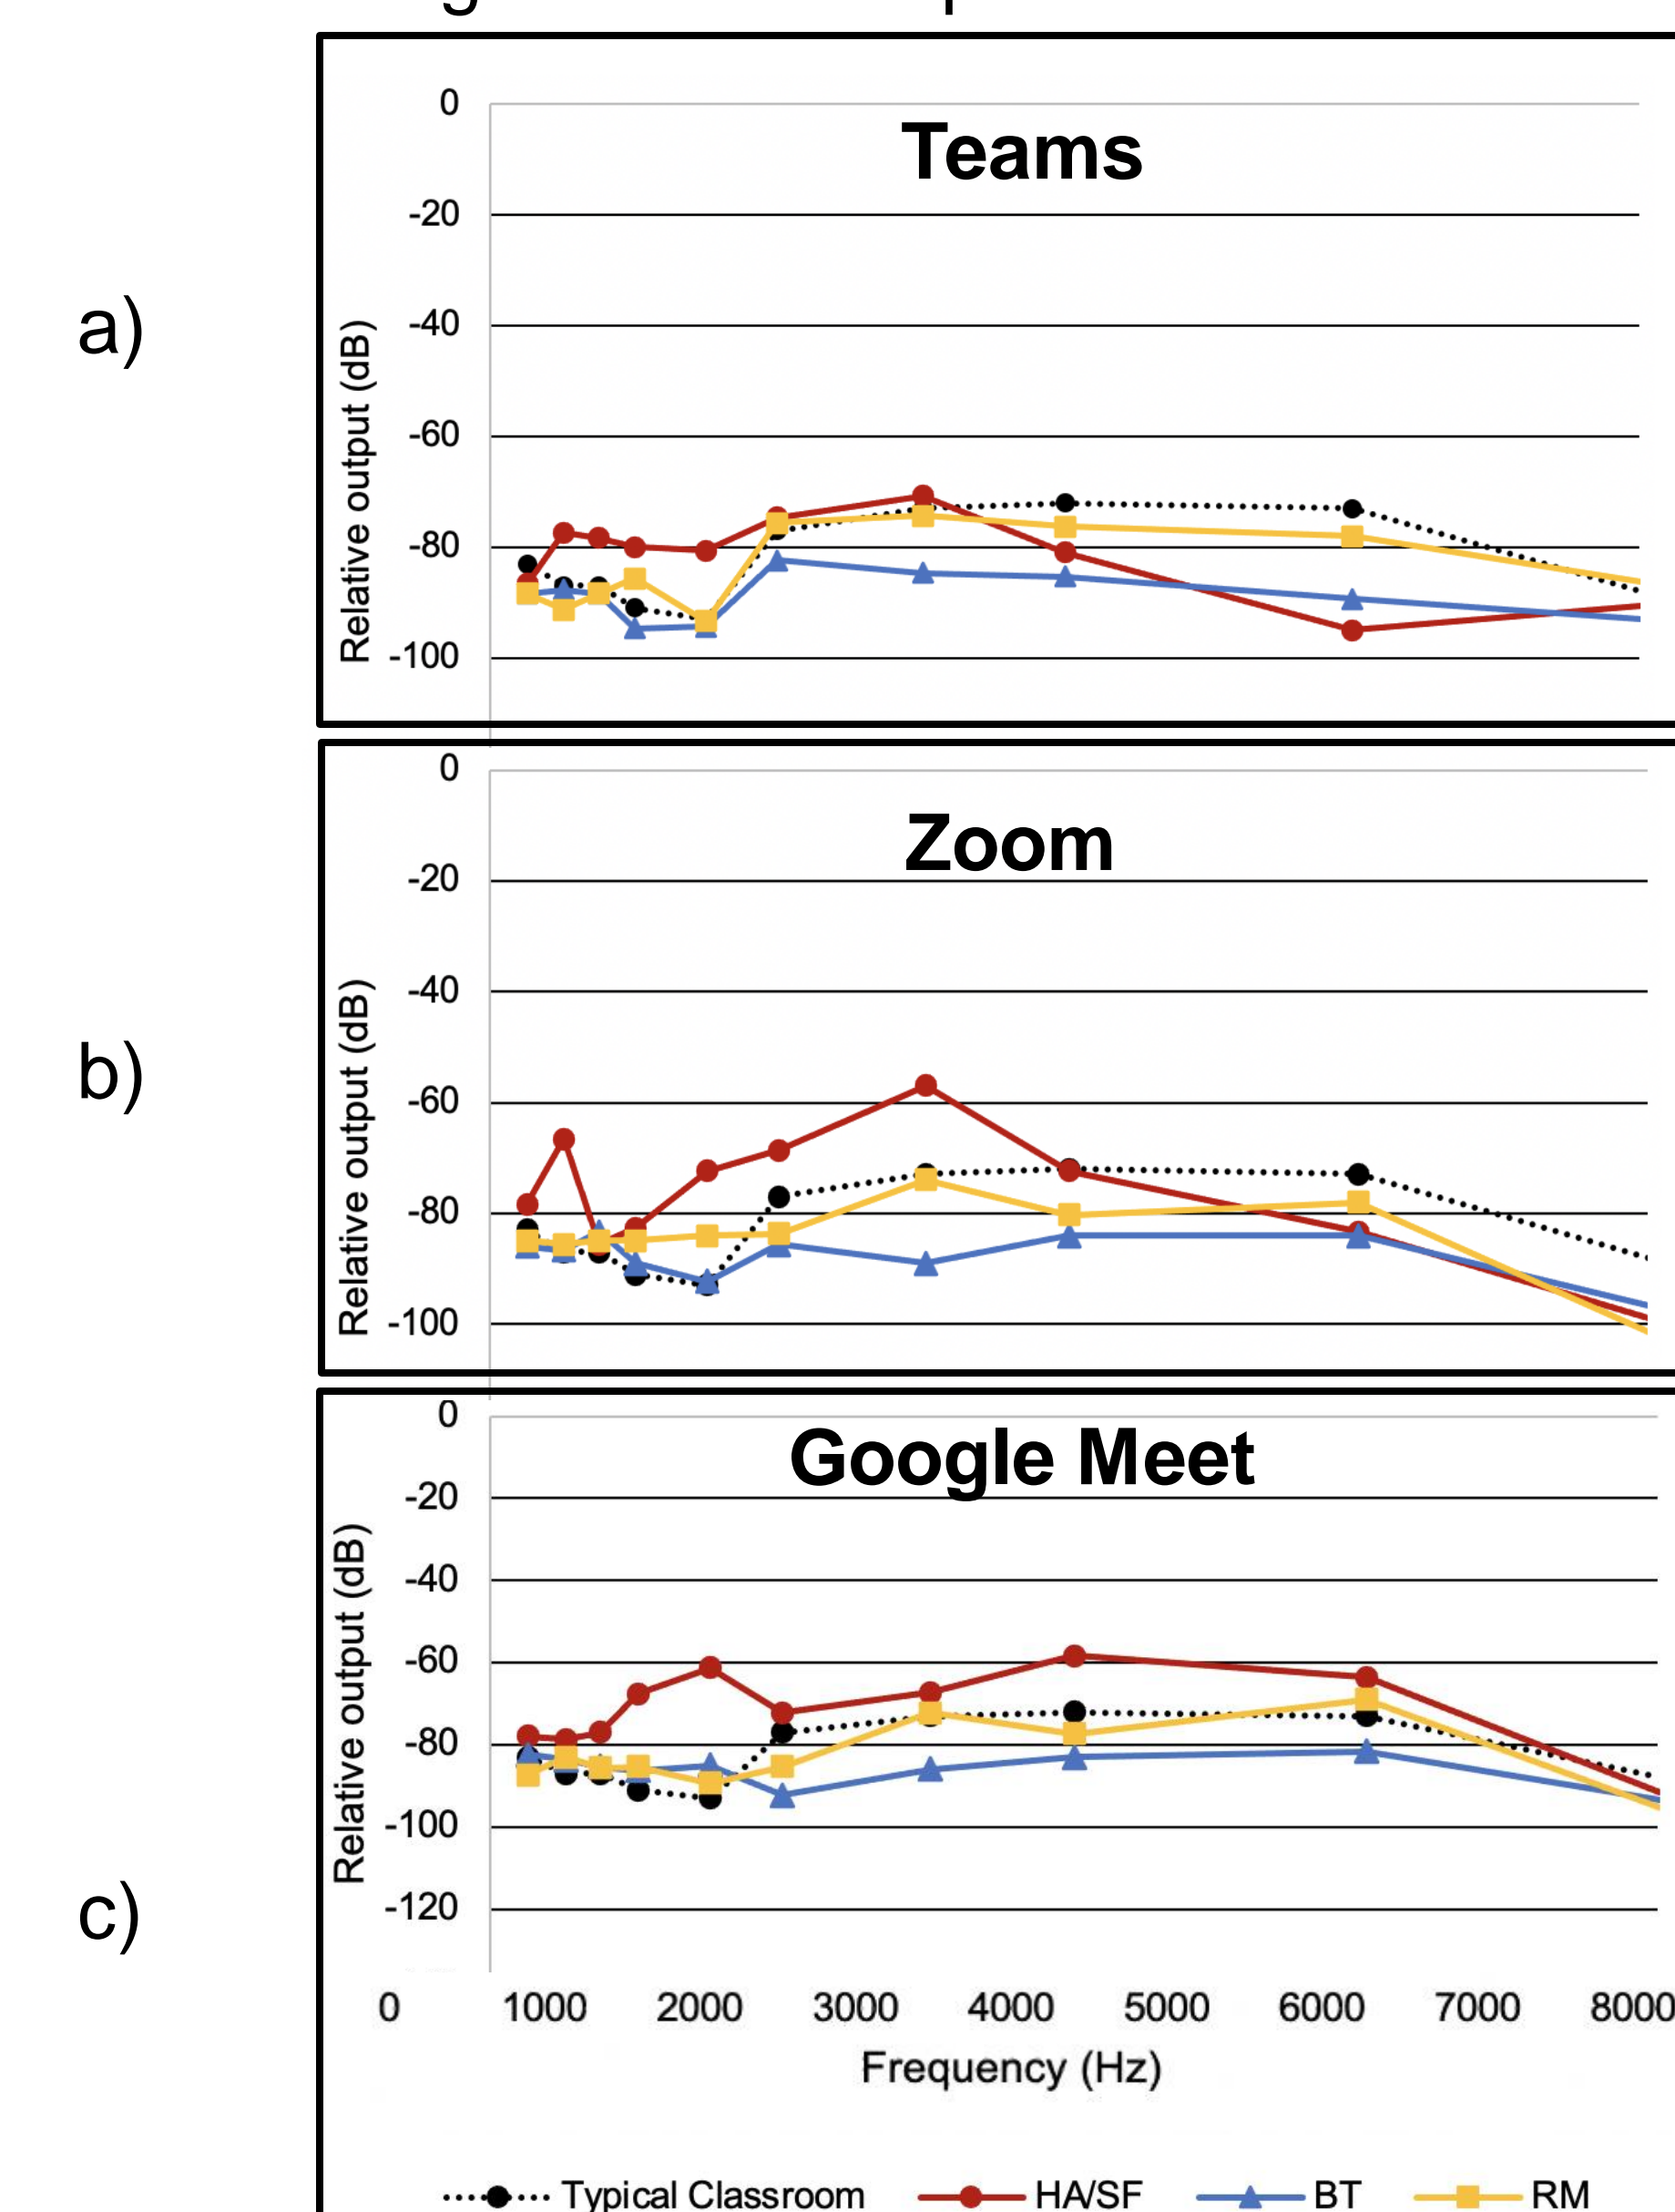 a)
Teams
Relative output (dB)
0
-20
-40
-60
-80
-100
b)
Zoom
Relative output (dB)
0
-20
-40
-60
-80
-100
c)
Google Meet
Relative output (dB)
0
-20
-40
-60
-80
-100
-120
0 1000 2000 3000 4000 5000 6000 7000 8000
Frequency (Hz)
Typical Classroom HA/SF BT RM